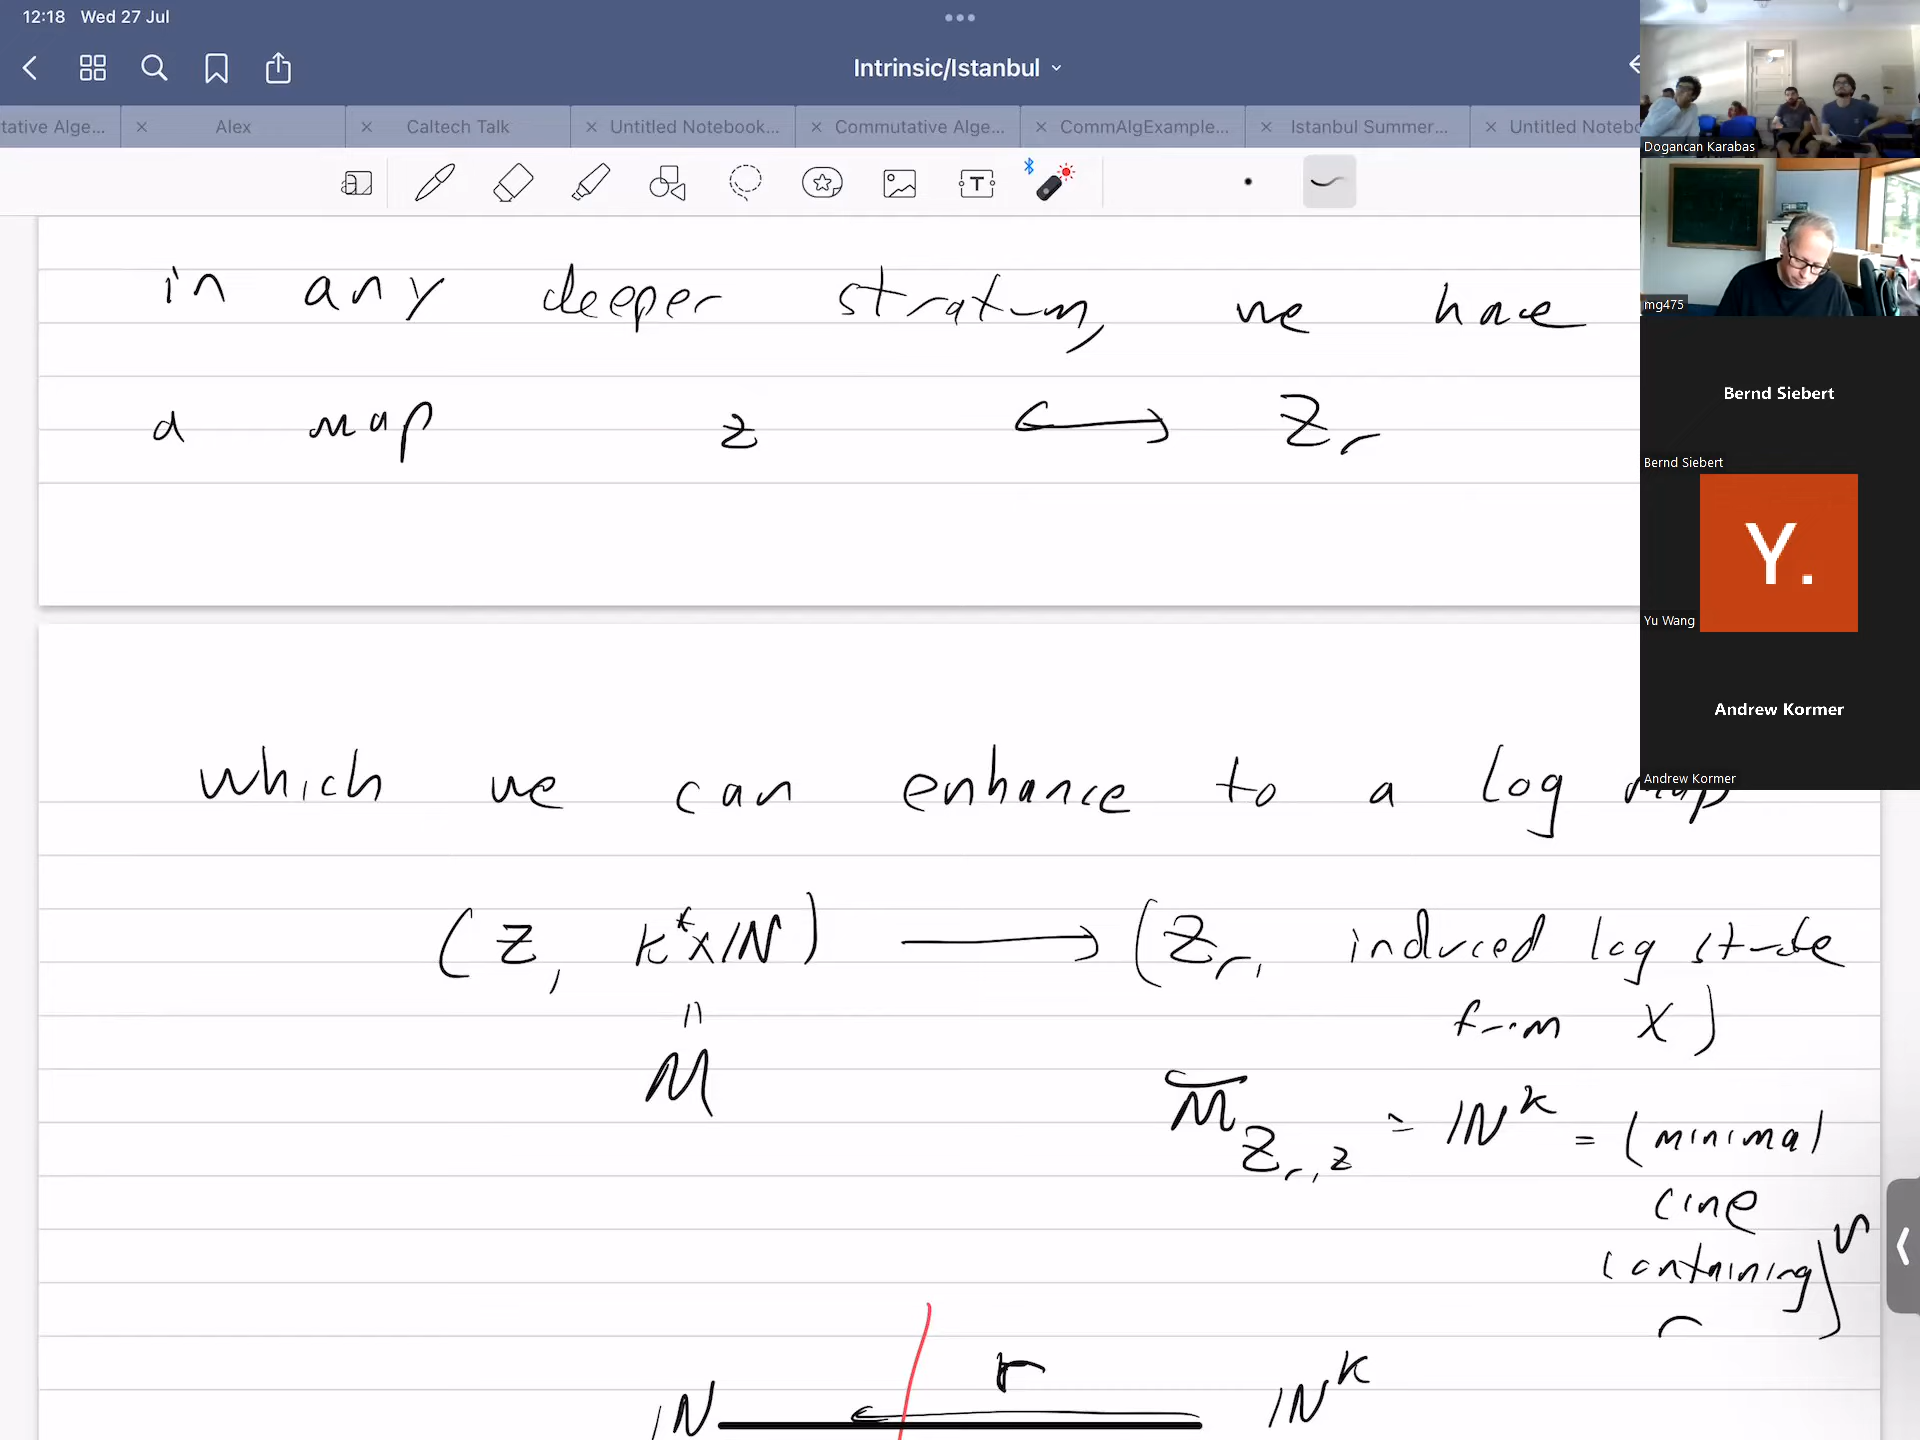 12:18 Wed 27 Jul
Intrinsic/Istanbul
tative Alge...
Alex
Caltech Talk
Untitled Notebook...
Commutative Alge...
CommAlgExample...
Istanbul Summer...
Untitled Noteb
Dogancan Karabas
mg475
Bernd Siebert
Bernd Siebert
Y.
Yu Wang
Andrew Kormer
Andrew Kormer
in any deeper stratum, we have
a map z ↪ Z_r
which we can enhance to a log map
(z, k^* × ℕ) → (Z_r, induced log structure
from X)
=
M
\overline{M}_{Z_r,z} = ℕ^k = (minimal
cone
containing
r)^∨
ℕ ← r ℕ^k